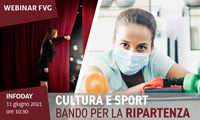 WEBINAR FVG
INFODAY
11 giugno 2021
ore 10:30
CULTURA E SPORT
BANDO PER LA RIPARTENZA